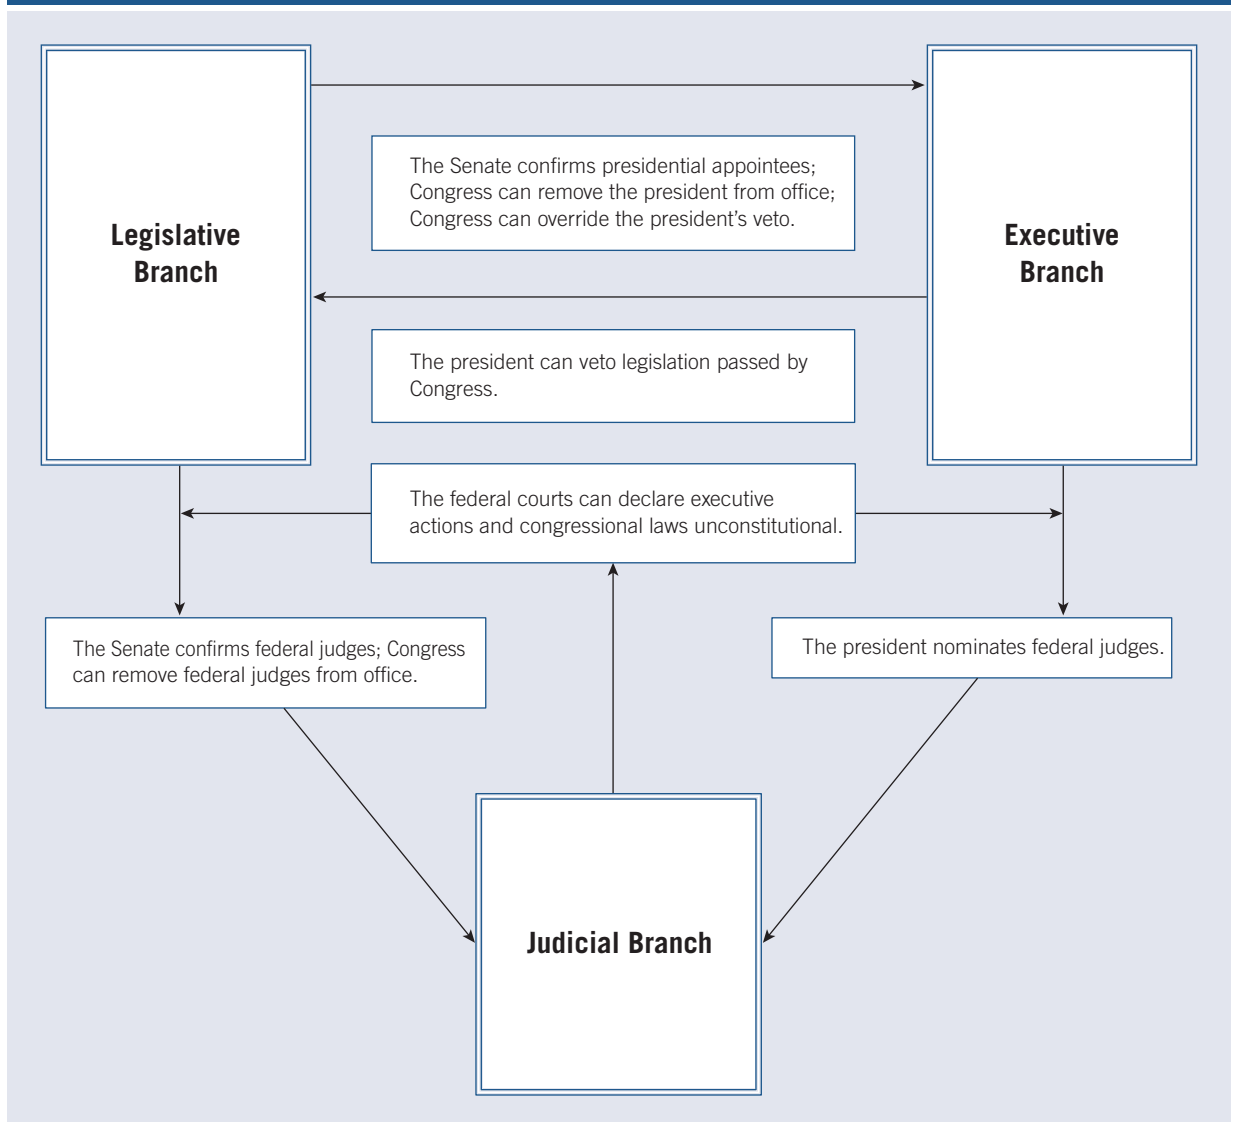 Legislative
Branch
The Senate confirms presidential appointees;
Congress can remove the president from office;
Congress can override the president’s veto.
Executive
Branch
The president can veto legislation passed by
Congress.
The federal courts can declare executive
actions and congressional laws unconstitutional.
The Senate confirms federal judges; Congress
can remove federal judges from office.
The president nominates federal judges.
Judicial Branch